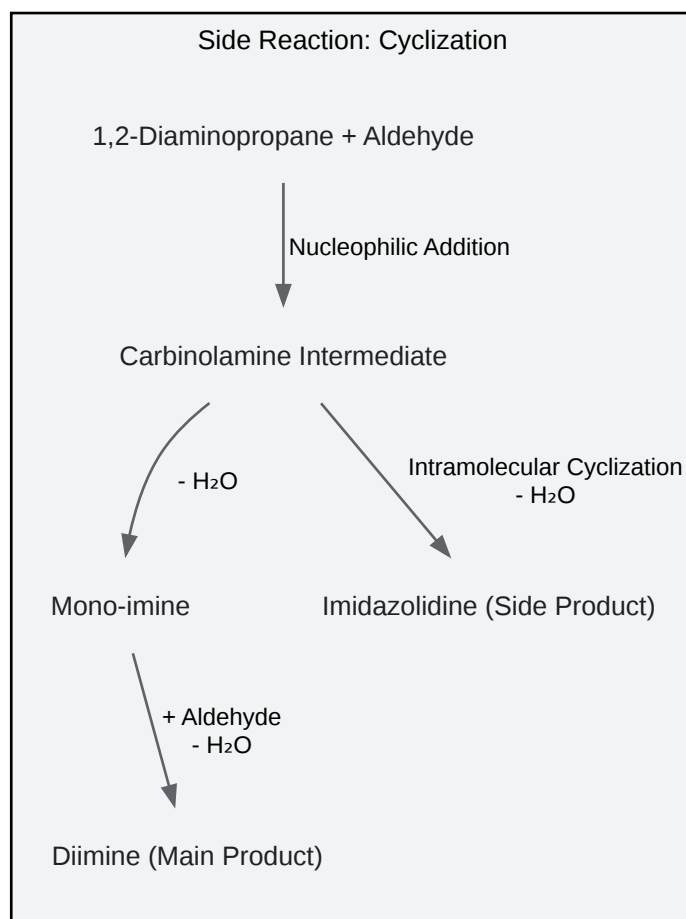 Side Reaction: Cyclization
1,2-Diaminopropane + Aldehyde
Nucleophilic Addition
Carbinolamine Intermediate
- H₂O
Intramolecular Cyclization
- H₂O
Mono-imine
Imidazolidine (Side Product)
+ Aldehyde
- H₂O
Diimine (Main Product)